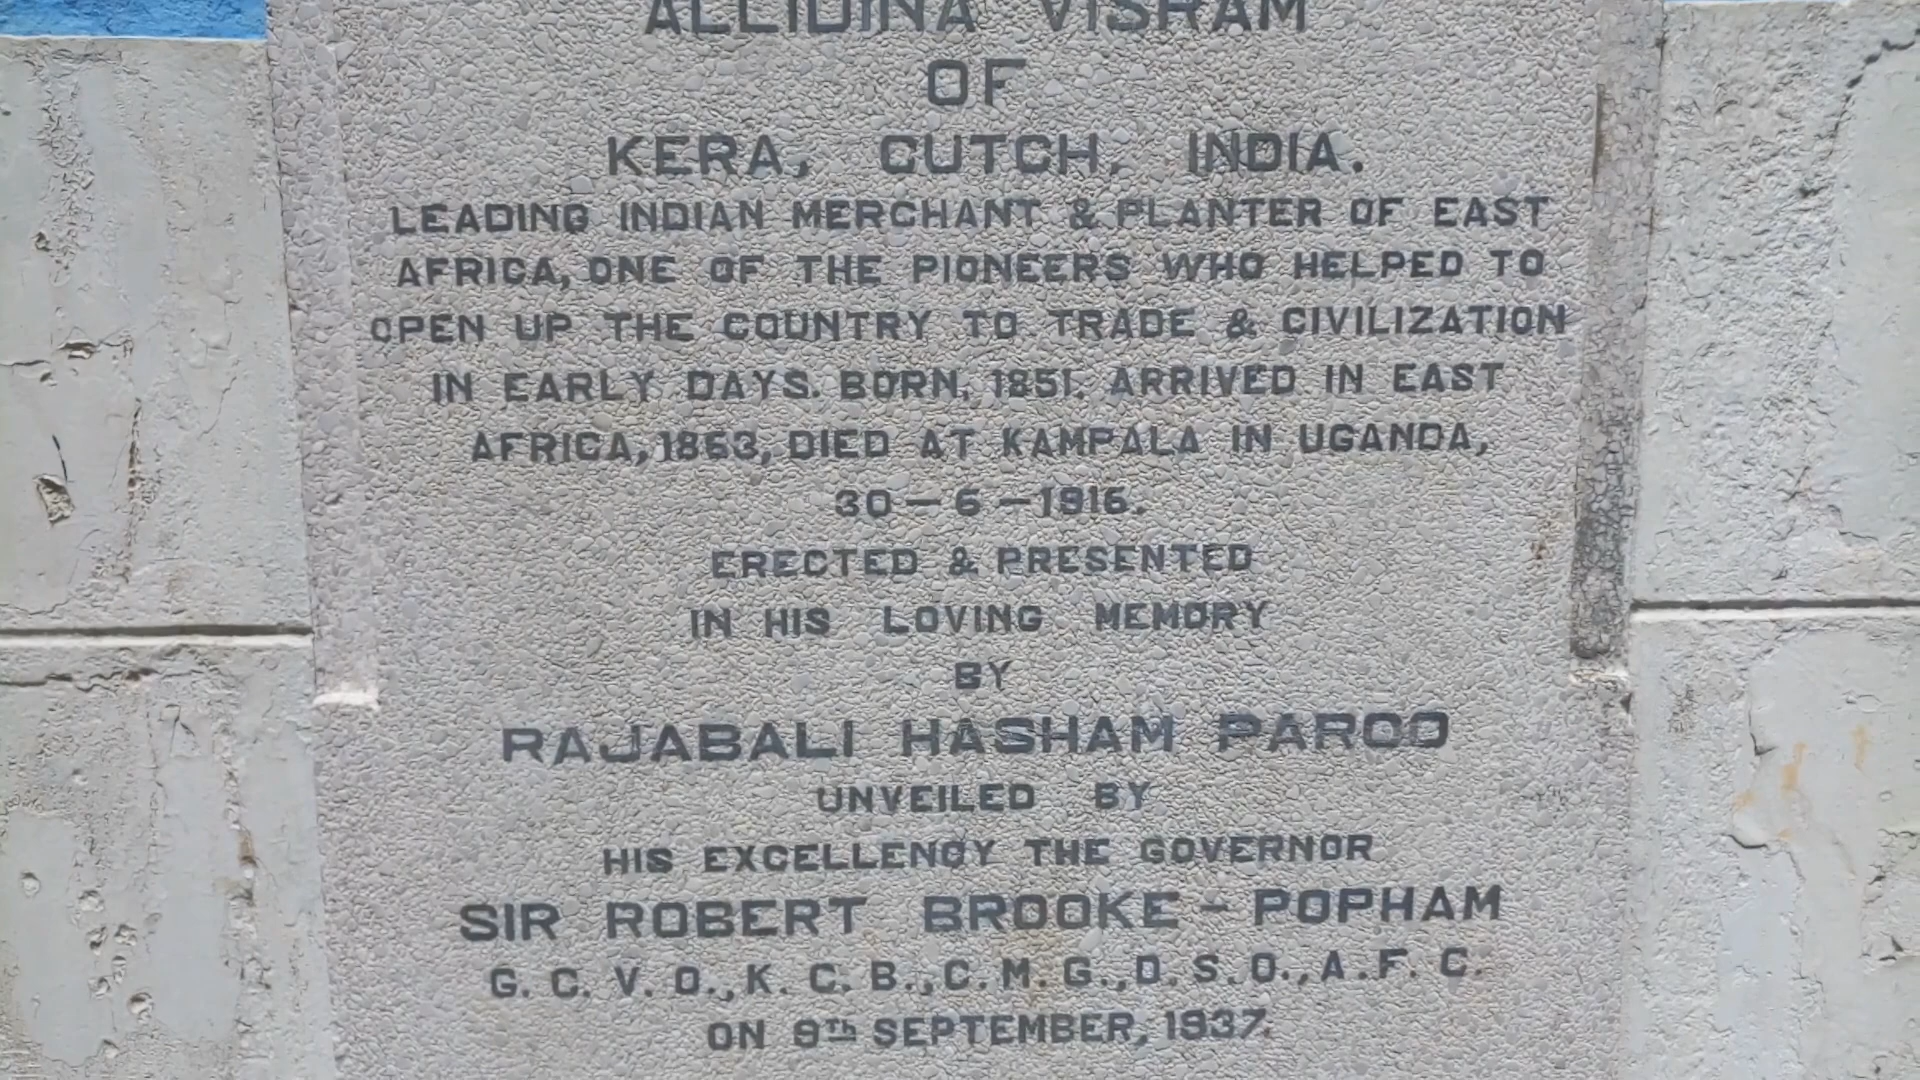 ALLIDINA VISRAM
OF
KERA, CUTCH, INDIA.
LEADING INDIAN MERCHANT & PLANTER OF EAST
AFRICA, ONE OF THE PIONEERS WHO HELPED TO
OPEN UP THE COUNTRY TO TRADE & CIVILIZATION
IN EARLY DAYS. BORN, 1851, ARRIVED IN EAST
AFRICA, 1863, DIED AT KAMPALA IN UGANDA,
30 – 6 – 1916.
ERECTED & PRESENTED
IN HIS LOVING MEMORY
BY
RAJABALI HASHAM PAROO
UNVEILED BY
HIS EXCELLENCY THE GOVERNOR
SIR ROBERT BROOKE – POPHAM
G. C. V. O., K. C. B., C. M. G., D. S. O., A. F. C.
ON 9Th SEPTEMBER, 1937.